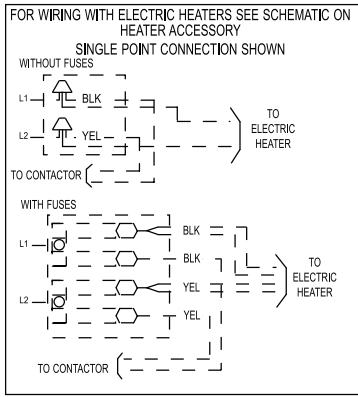 FOR WIRING WITH ELECTRIC HEATERS SEE SCHEMATIC ON
HEATER ACCESSORY
SINGLE POINT CONNECTION SHOWN
WITHOUT FUSES
L1
BLK
L2
YEL
TO
ELECTRIC
HEATER
TO CONTACTOR
WITH FUSES
L1
BLK
BLK
L2
YEL
YEL
TO
ELECTRIC
HEATER
TO CONTACTOR